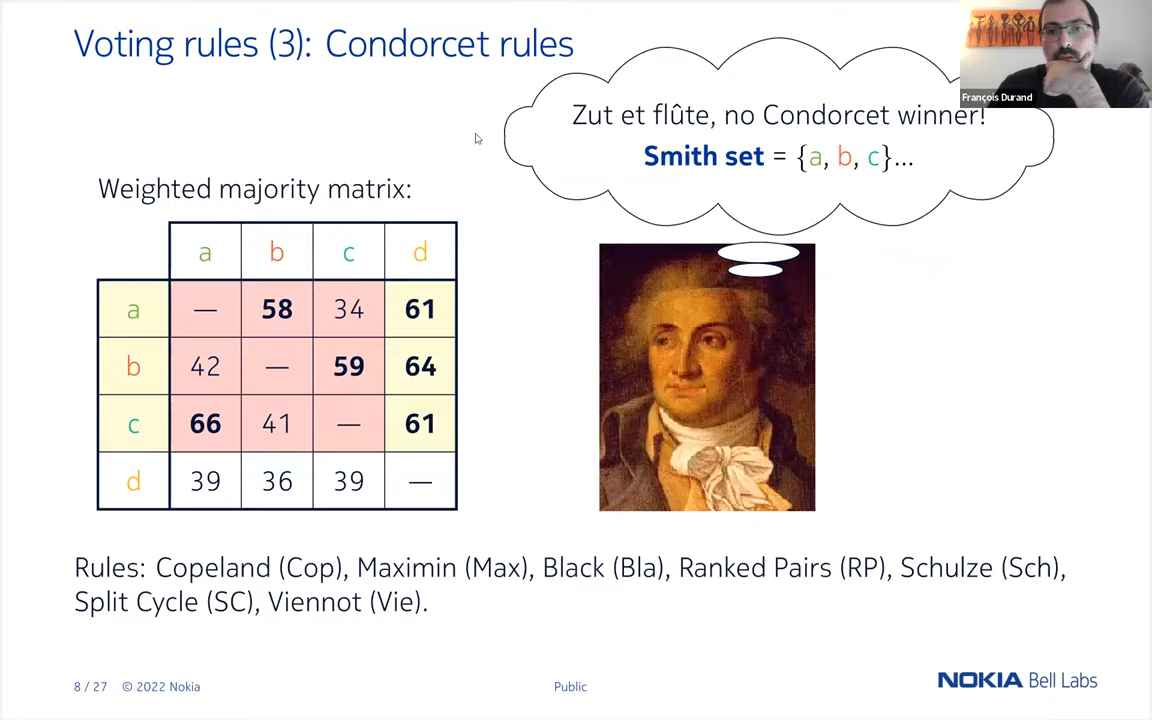 Voting rules (3): Condorcet rules
François Durand
Zut et flûte, no Condorcet winner!
Smith set = {a, b, c}...
Weighted majority matrix:
a b c d
a — 58 34 61
b 42 — 59 64
c 66 41 — 61
d 39 36 39 —
Rules: Copeland (Cop), Maximin (Max), Black (Bla), Ranked Pairs (RP), Schulze (Sch),
Split Cycle (SC), Viennot (Vie).
8 / 27 © 2022 Nokia
Public
NOKIA Bell Labs